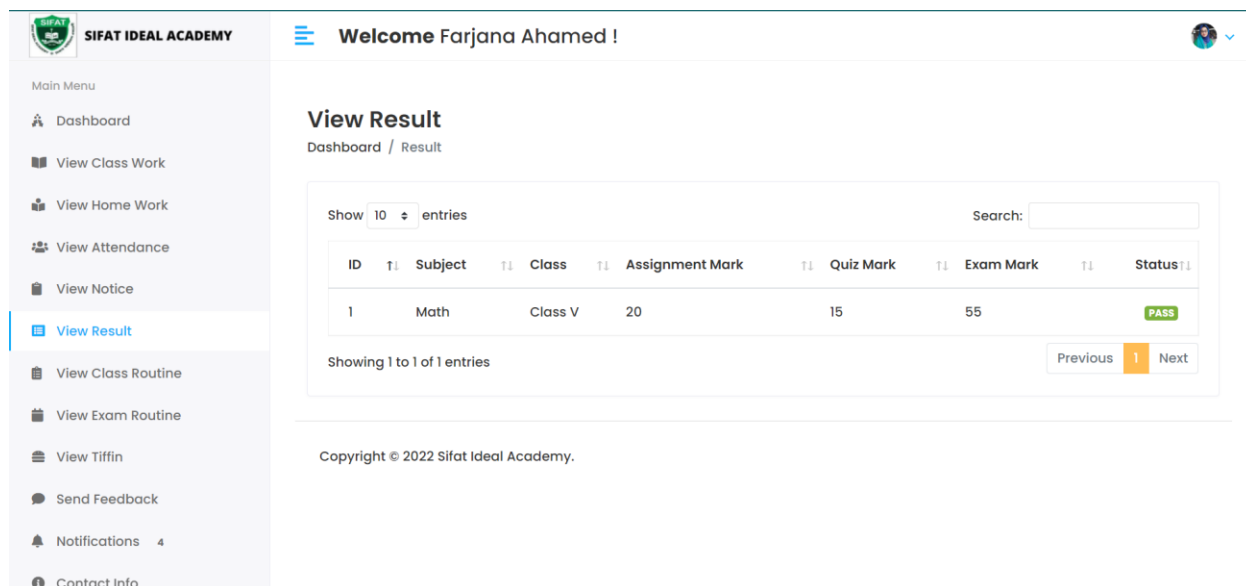 SIFAT
SIFAT IDEAL ACADEMY
Welcome Farjana Ahamed !
Main Menu
Dashboard
View Class Work
View Home Work
View Attendance
View Notice
View Result
View Class Routine
View Exam Routine
View Tiffin
Send Feedback
Notifications 4
Contact Info
View Result
Dashboard / Result
Show 10 entries
Search:
ID Subject Class Assignment Mark Quiz Mark Exam Mark Status
1 Math Class V 20 15 55 PASS
Showing 1 to 1 of 1 entries
Previous 1 Next
Copyright © 2022 Sifat Ideal Academy.